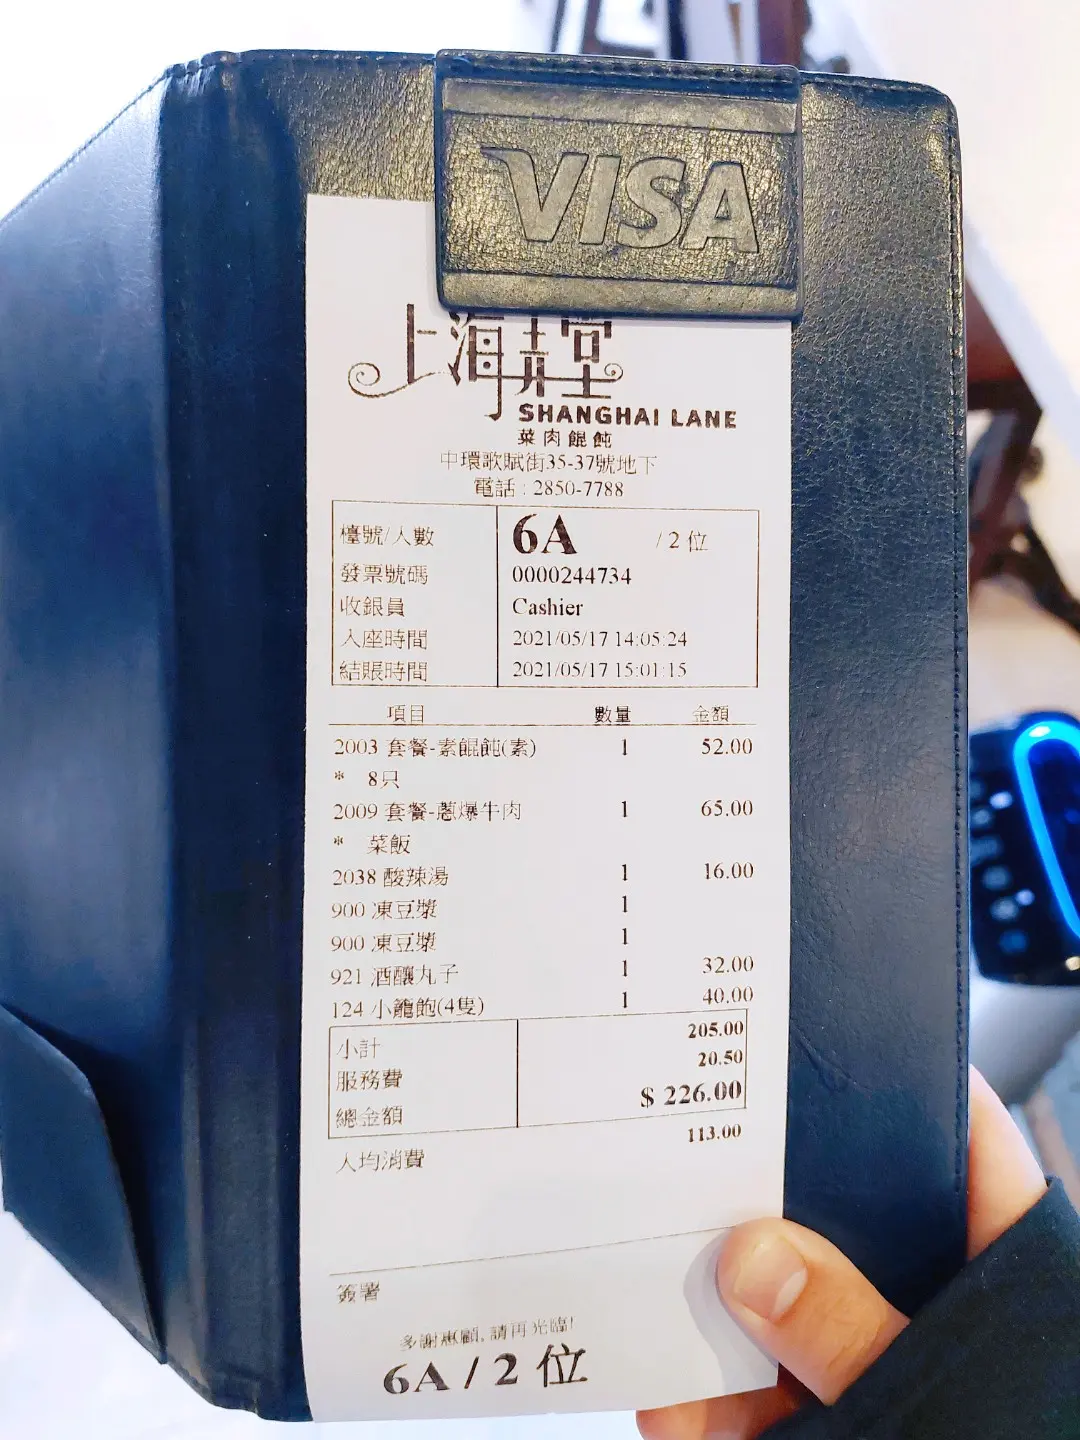 VISA
上海弄堂
SHANGHAI LANE
菜肉餛飩
中環歌賦街35-37號地下
電話 : 2850-7788
檯號/人數 6A / 2 位
發票號碼 0000244734
收銀員 Cashier
入座時間 2021/05/17 14:05:24
結賬時間 2021/05/17 15:01:15
項目 數量 金額
2003 套餐-素餛飩(素) 1 52.00
* 8只
2009 套餐-蔥爆牛肉 1 65.00
* 菜飯
2038 酸辣湯 1 16.00
900 凍豆漿 1
900 凍豆漿 1
921 酒釀丸子 1 32.00
124 小籠飽(4隻) 1 40.00
小計 205.00
服務費 20.50
總金額 $ 226.00
人均消費 113.00
簽署
多謝惠顧, 請再光臨!
6A / 2 位